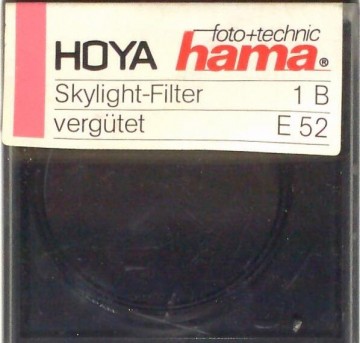 foto+technic
HOYA hama®
Skylight-Filter 1 B
vergütet E 52